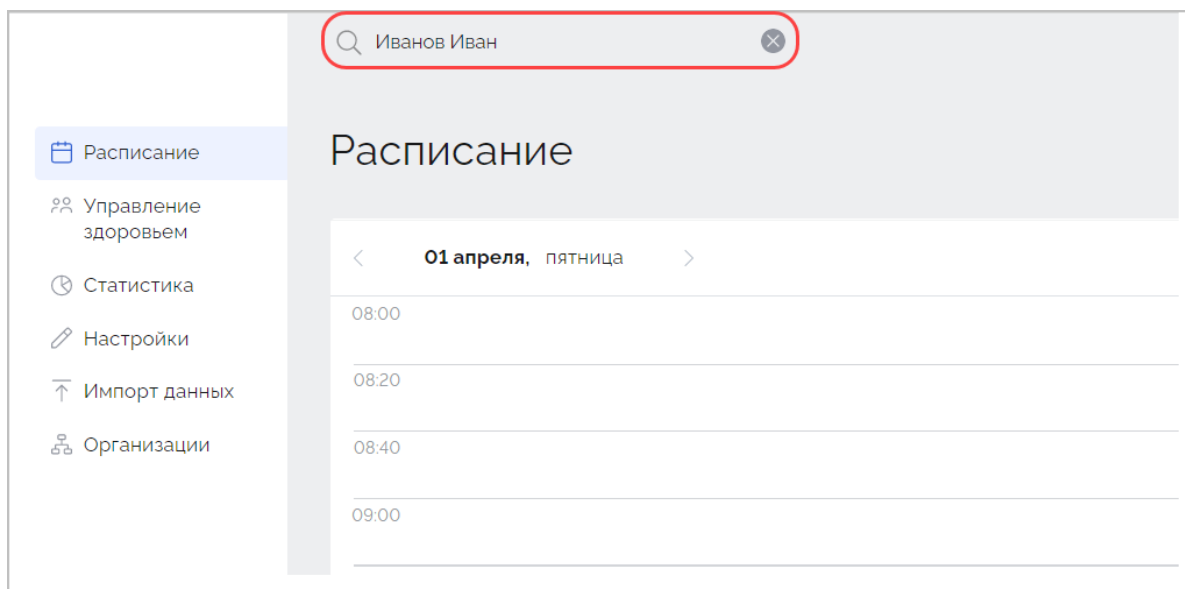 Иванов Иван
Расписание
Управление
здоровьем
Статистика
Настройки
Импорт данных
Организации
Расписание
01 апреля, пятница
08:00
08:20
08:40
09:00